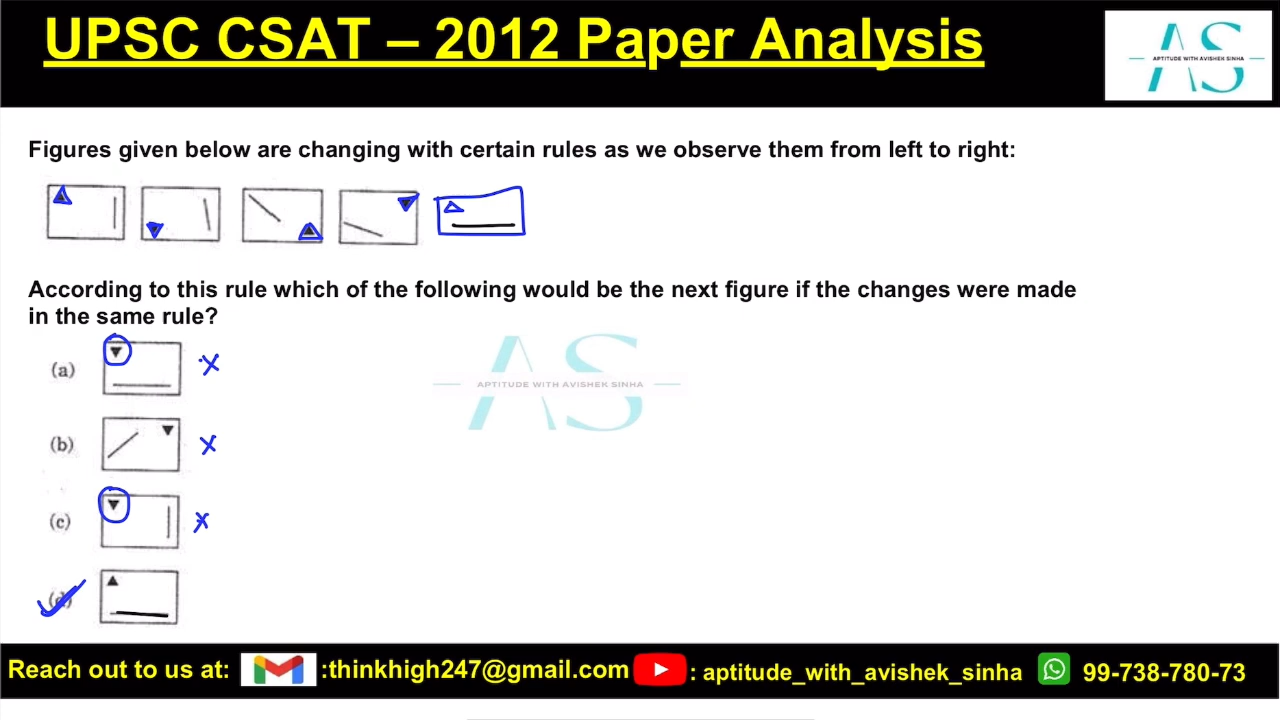 UPSC CSAT – 2012 Paper Analysis
AS
APTITUDE WITH AVISHEK SINHA
Figures given below are changing with certain rules as we observe them from left to right:
According to this rule which of the following would be the next figure if the changes were made
in the same rule?
(a)
AS
APTITUDE WITH AVISHEK SINHA
(b)
(c)
(d)
Reach out to us at: :thinkhigh247@gmail.com : aptitude_with_avishek_sinha 99-738-780-73